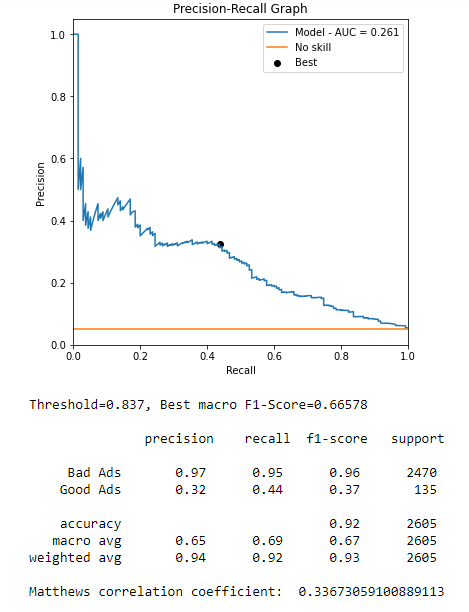 Precision-Recall Graph
Model - AUC = 0.261
No skill
Best
1.0
0.8
0.6
0.4
0.2
0.0
Precision
0.0 0.2 0.4 0.6 0.8 1.0
Recall
Threshold=0.837, Best macro F1-Score=0.66578
precision recall f1-score support
Bad Ads 0.97 0.95 0.96 2470
Good Ads 0.32 0.44 0.37 135
accuracy 0.92 2605
macro avg 0.65 0.69 0.67 2605
weighted avg 0.94 0.92 0.93 2605
Matthews correlation coefficient: 0.33673059100889113